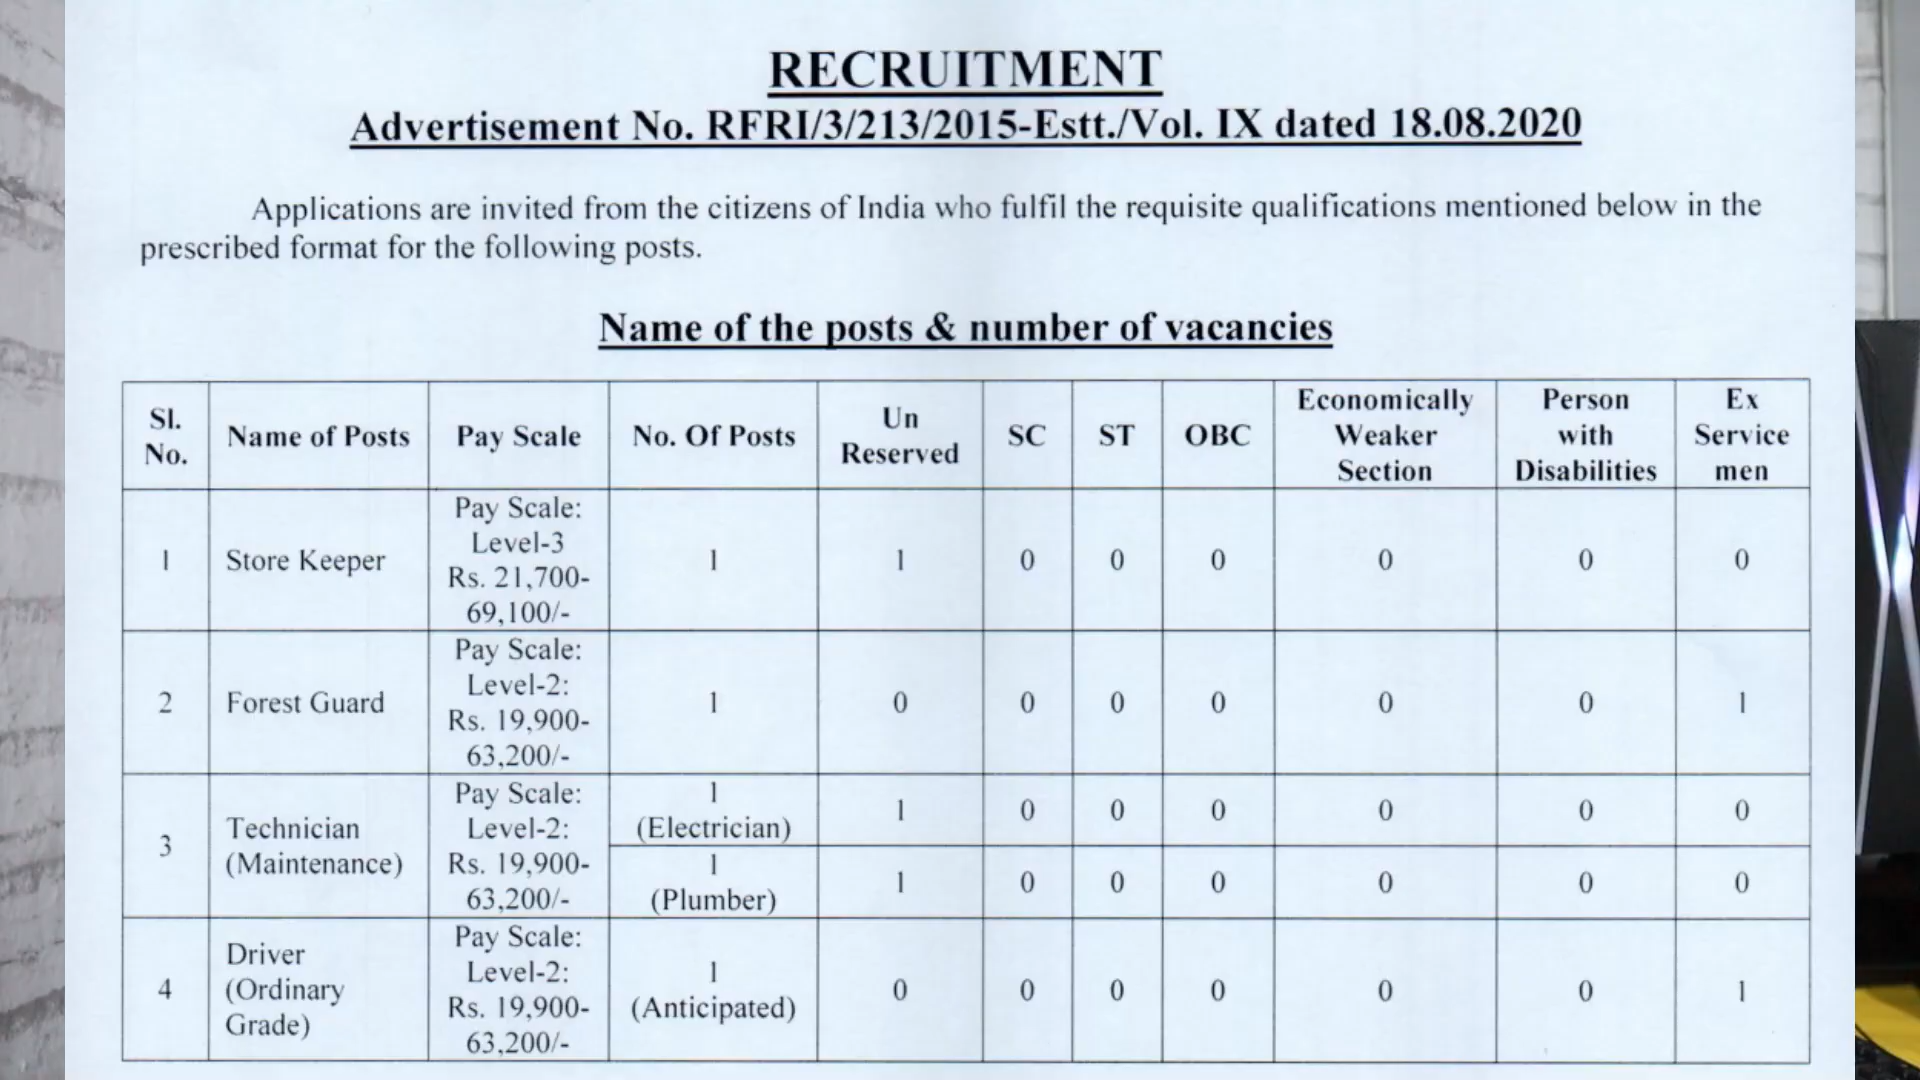 RECRUITMENT
Advertisement No. RFRI/3/213/2015-Estt./Vol. IX dated 18.08.2020
Applications are invited from the citizens of India who fulfil the requisite qualifications mentioned below in the
prescribed format for the following posts.
Name of the posts & number of vacancies
Sl.
No.
Name of Posts
Pay Scale
No. Of Posts
Un
Reserved
SC
ST
OBC
Economically
Weaker
Section
Person
with
Disabilities
Ex
Service
men
1
Store Keeper
Pay Scale:
Level-3
Rs. 21,700-
69,100/-
1
1
0
0
0
0
0
0
2
Forest Guard
Pay Scale:
Level-2:
Rs. 19,900-
63,200/-
1
0
0
0
0
0
0
1
3
Technician
(Maintenance)
Pay Scale:
Level-2:
Rs. 19,900-
63,200/-
1
(Electrician)
1
0
0
0
0
0
0
1
(Plumber)
1
0
0
0
0
0
0
4
Driver
(Ordinary
Grade)
Pay Scale:
Level-2:
Rs. 19,900-
63,200/-
1
(Anticipated)
0
0
0
0
0
0
1